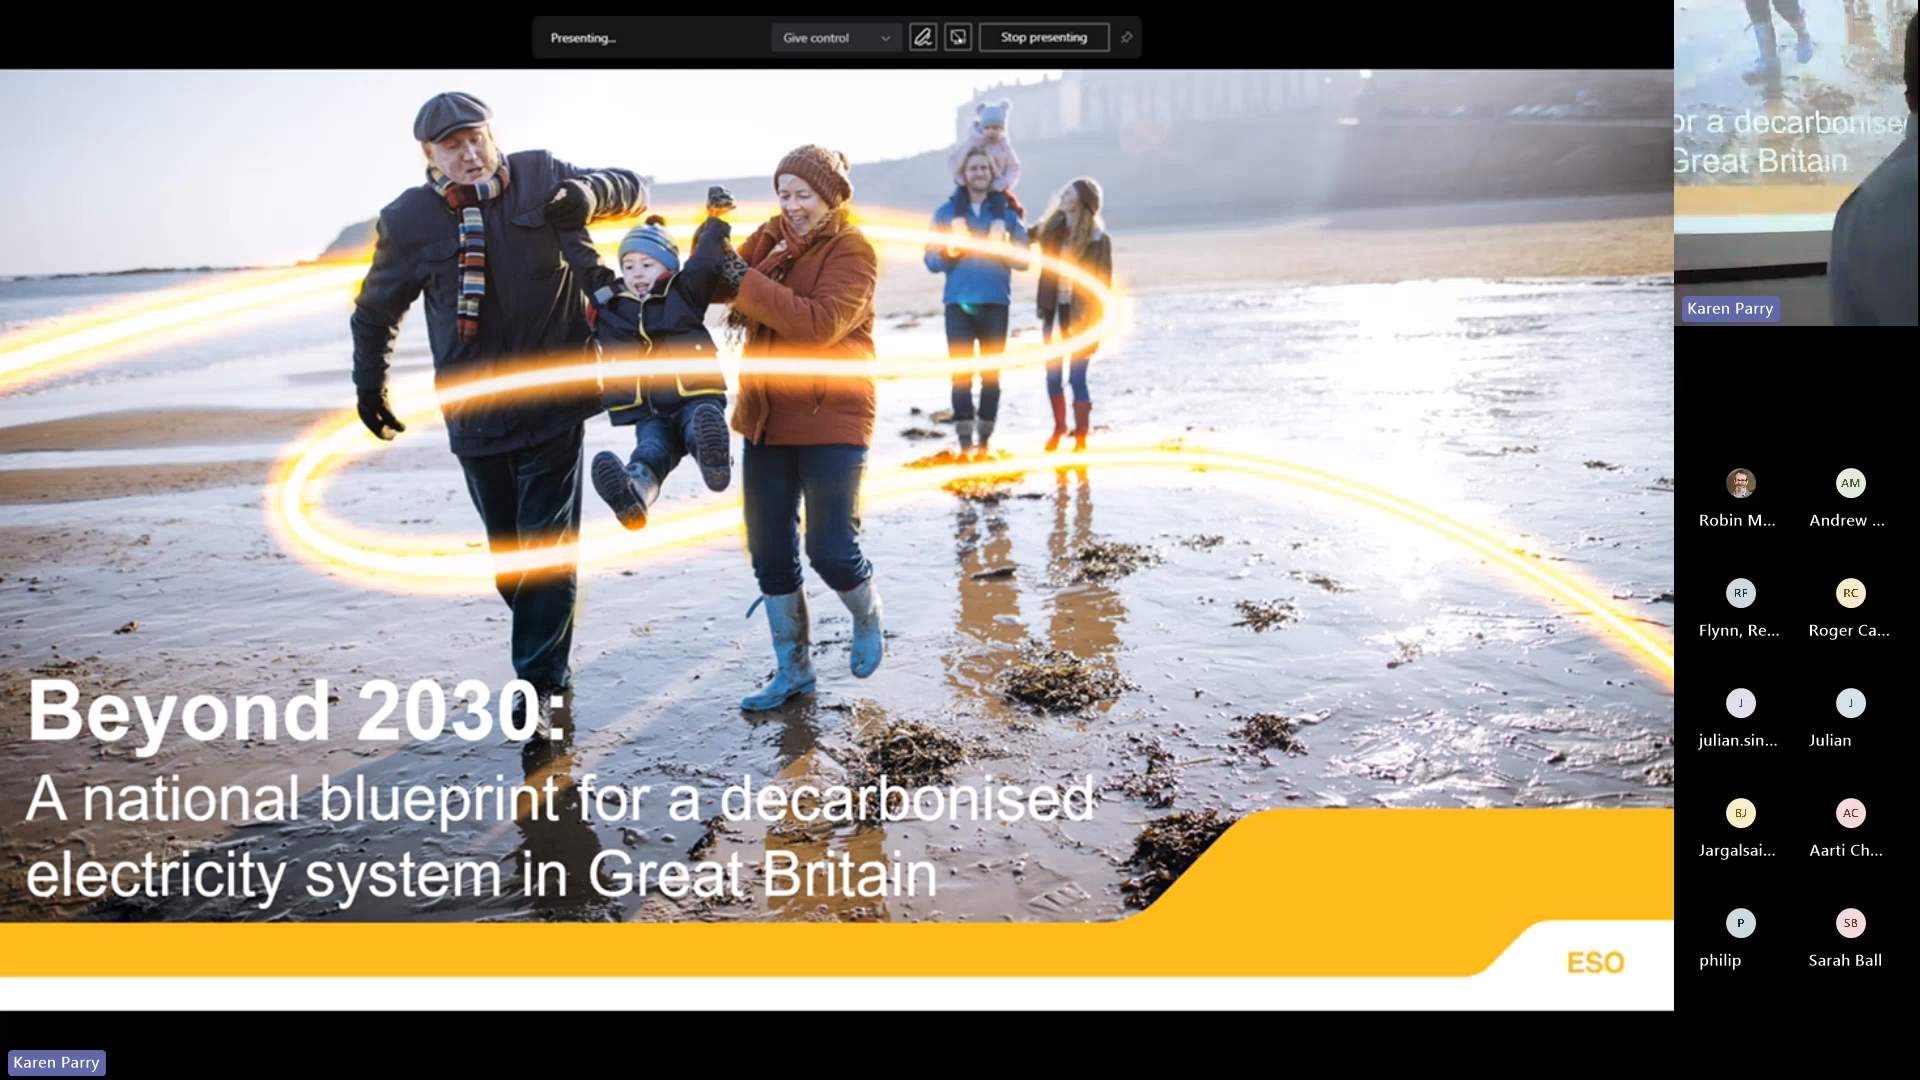 Presenting...
Give control
Stop presenting
Beyond 2030:
A national blueprint for a decarbonised
electricity system in Great Britain
ESO
Karen Parry
or a decarbonise
Great Britain
Karen Parry
Robin M...
AM
Andrew ...
RF
Flynn, Re...
RC
Roger Ca...
J
julian.sin...
J
Julian
BJ
Jargalsai...
AC
Aarti Ch...
P
philip
SB
Sarah Ball